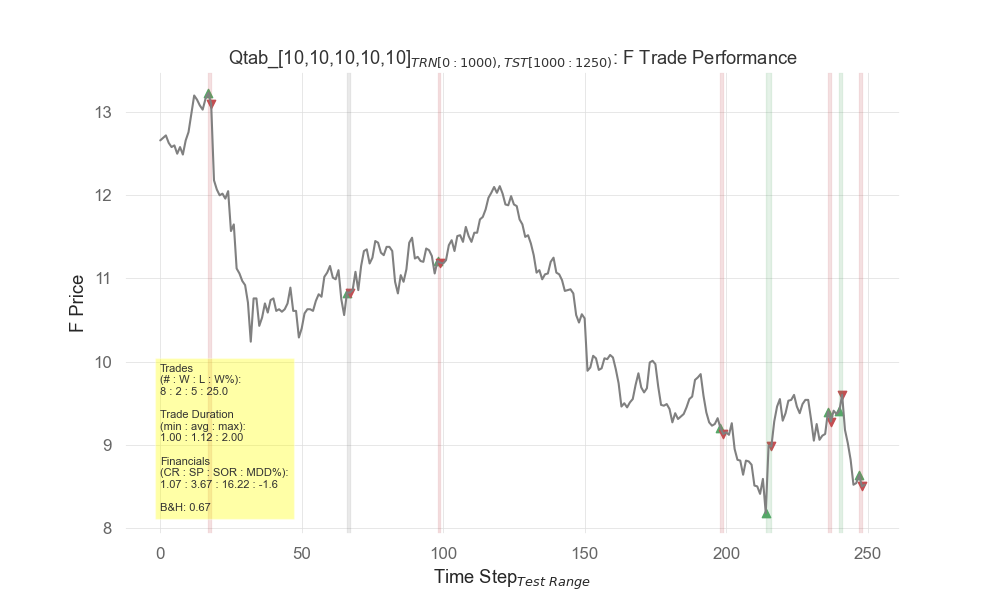 Qtab_[10,10,10,10,10]TRN[0 : 1000), TST[1000 : 1250): F Trade Performance
13
12
11
10
9
8
F Price
Trades
(# : W : L : W%):
8 : 2 : 5 : 25.0
Trade Duration
(min : avg : max):
1.00 : 1.12 : 2.00
Financials
(CR : SP : SOR : MDD%):
1.07 : 3.67 : 16.22 : -1.6
B&H: 0.67
0 50 100 150 200 250
Time StepTest Range